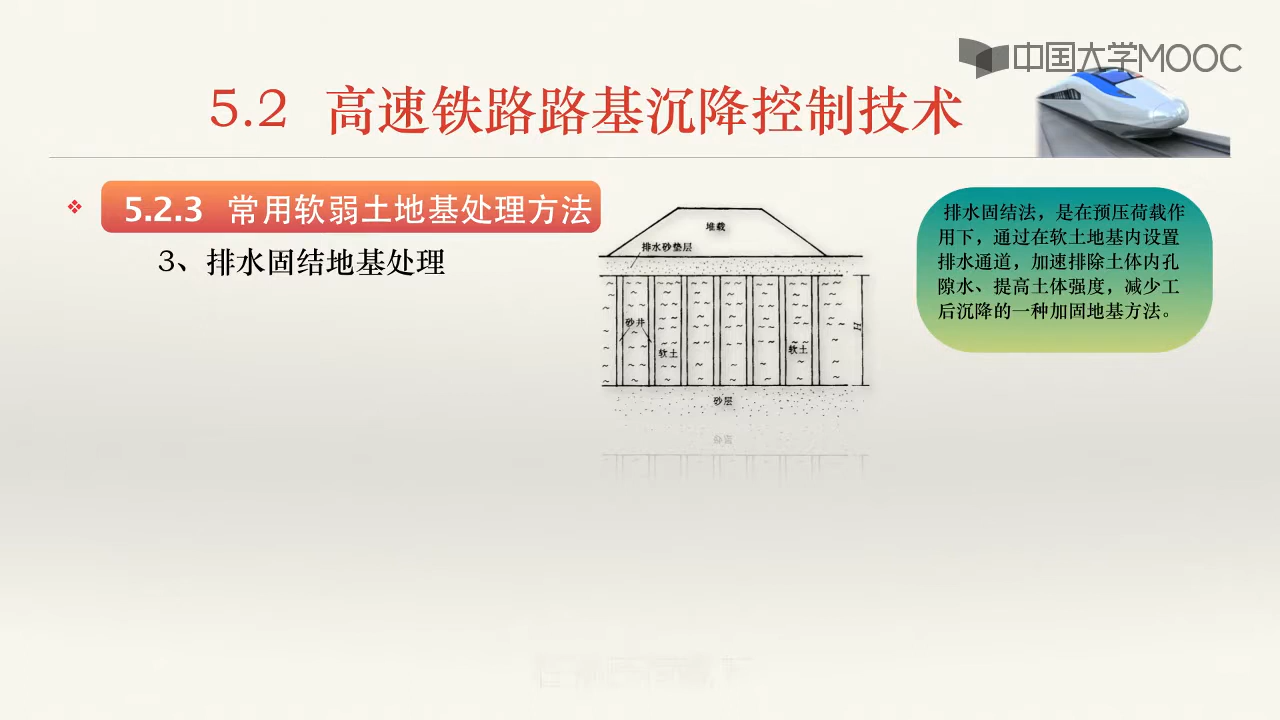 中国大学MOOC
5.2 高速铁路路基沉降控制技术
5.2.3 常用软弱土地基处理方法
3、排水固结地基处理
堆载
排水砂垫层
砂井
软土
软土
H
砂层
排水固结法，是在预压荷载作
用下，通过在软土地基内设置
排水通道，加速排除土体内孔
隙水、提高土体强度，减少工
后沉降的一种加固地基方法。